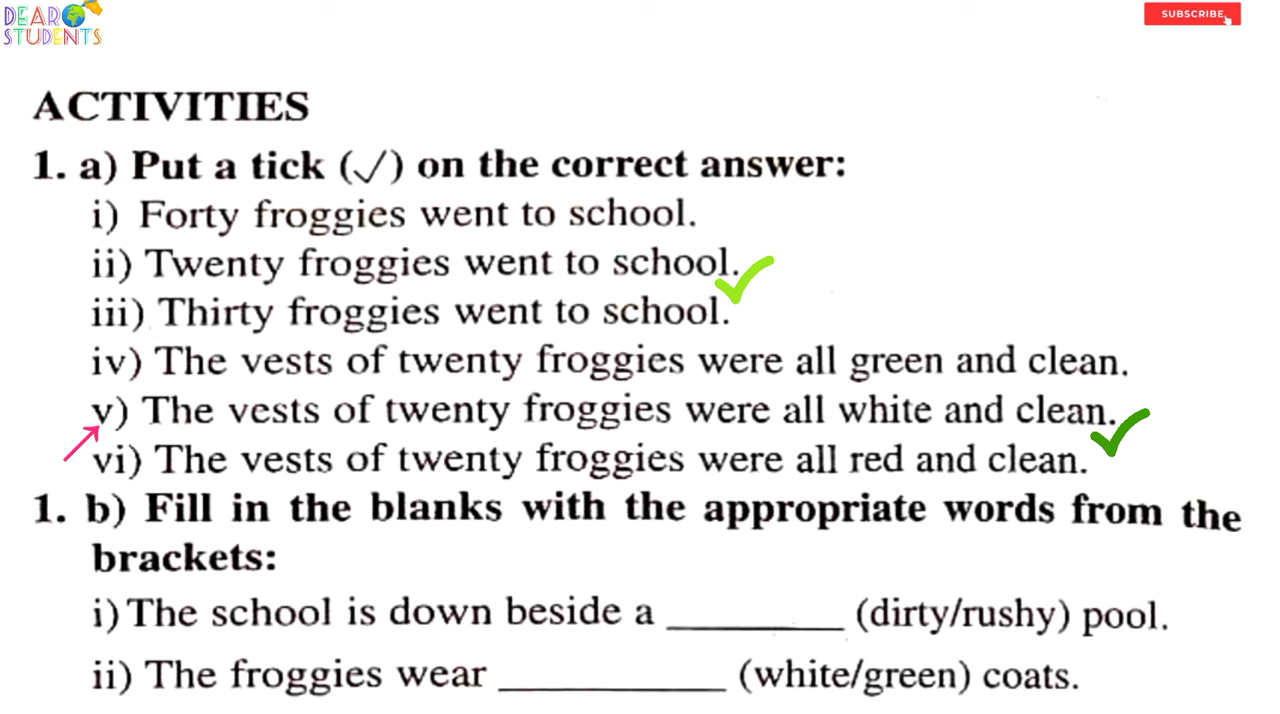 DEAR
STUDENTS
SUBSCRIBE
ACTIVITIES
1. a) Put a tick (✓) on the correct answer:
i) Forty froggies went to school.
ii) Twenty froggies went to school.
iii) Thirty froggies went to school.
iv) The vests of twenty froggies were all green and clean.
v) The vests of twenty froggies were all white and clean.
vi) The vests of twenty froggies were all red and clean.
1. b) Fill in the blanks with the appropriate words from the
brackets:
i) The school is down beside a ________ (dirty/rushy) pool.
ii) The froggies wear __________ (white/green) coats.